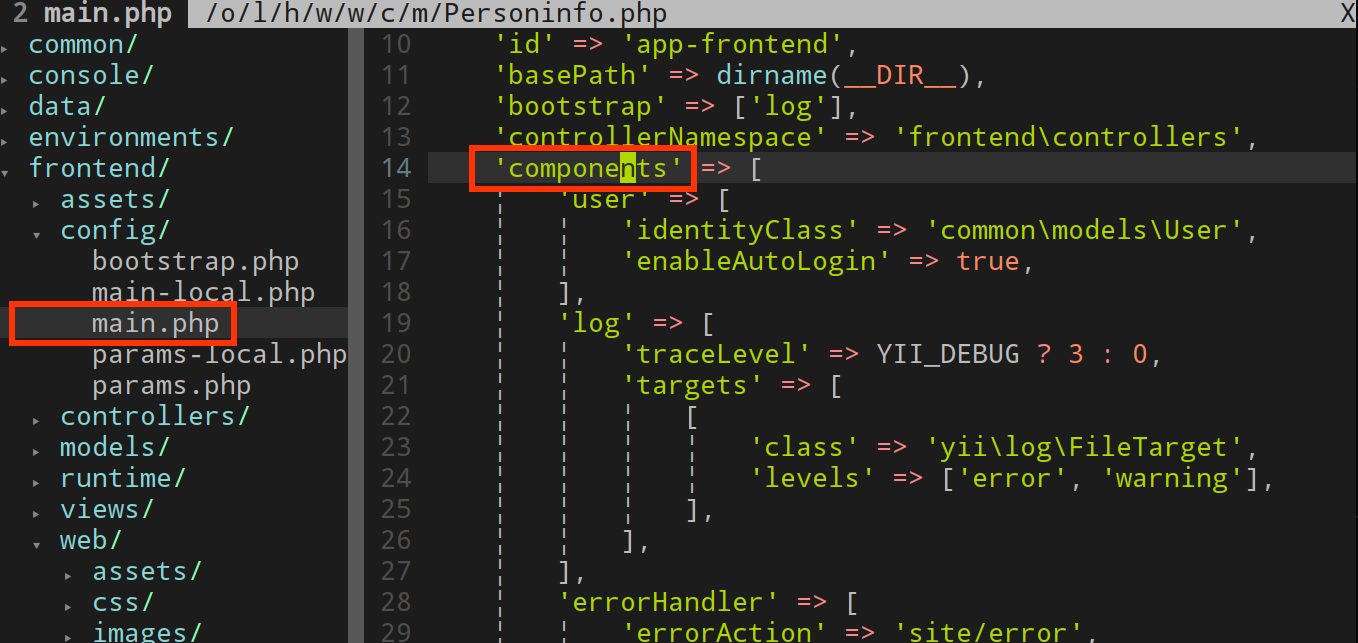 2 main.php /o/l/h/w/w/c/m/Personinfo.php X
common/
console/
data/
environments/
frontend/
assets/
config/
bootstrap.php
main-local.php
main.php
params-local.php
params.php
controllers/
models/
runtime/
views/
web/
assets/
css/
images/
10 'id' => 'app-frontend',
11 'basePath' => dirname(__DIR__),
12 'bootstrap' => ['log'],
13 'controllerNamespace' => 'frontend\controllers',
14 'components' => [
15 'user' => [
16 'identityClass' => 'common\models\User',
17 'enableAutoLogin' => true,
18 ],
19 'log' => [
20 'traceLevel' => YII_DEBUG ? 3 : 0,
21 'targets' => [
22 [
23 'class' => 'yii\log\FileTarget',
24 'levels' => ['error', 'warning'],
25 ],
26 ],
27 ],
28 'errorHandler' => [
29 'errorAction' => 'site/error',